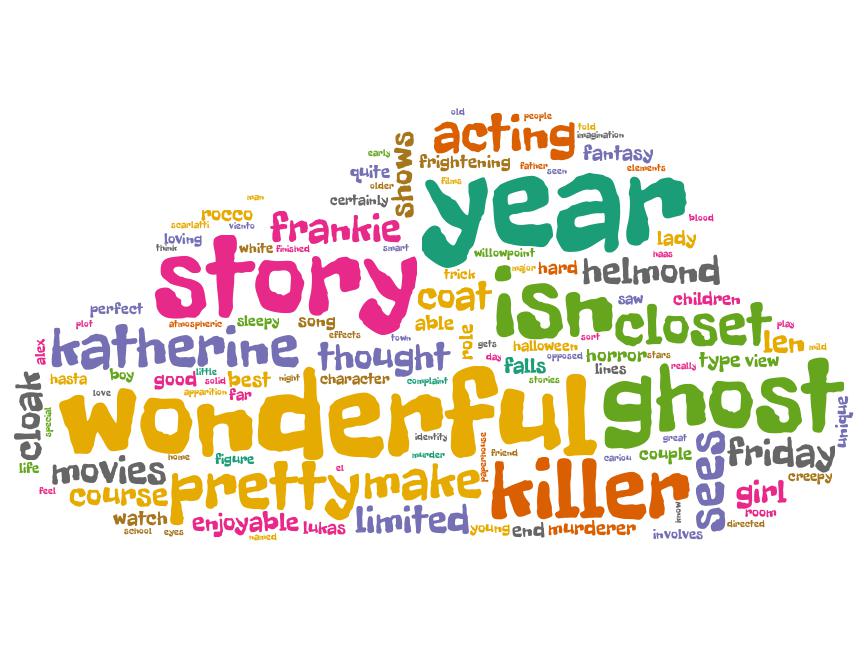 old people
acting told
imagination
early shows frightening father seen fantasy
quite elements
older films
certainly year
man
rocco blood
scarlatti viento frankie lady
loving
think white finished smart willowpoint haas
story trick major hard helmond
coat isn saw children
perfect
plot atmospheric sleepy song able closet play
effects town role sort len
alex katherine thought gets halloween mild
day opposed horror stars really type view
hasta boy good little solid best night character complaint falls lines
cloak love apparition far stories
special wonderful ghost
identity great
home murder friend cariou couple friday
life movies figure el paperhouse sees
feel course pretty make killer creepy
girl
watch enjoyable lukas limited young end murderer know room
school eyes named involves directed